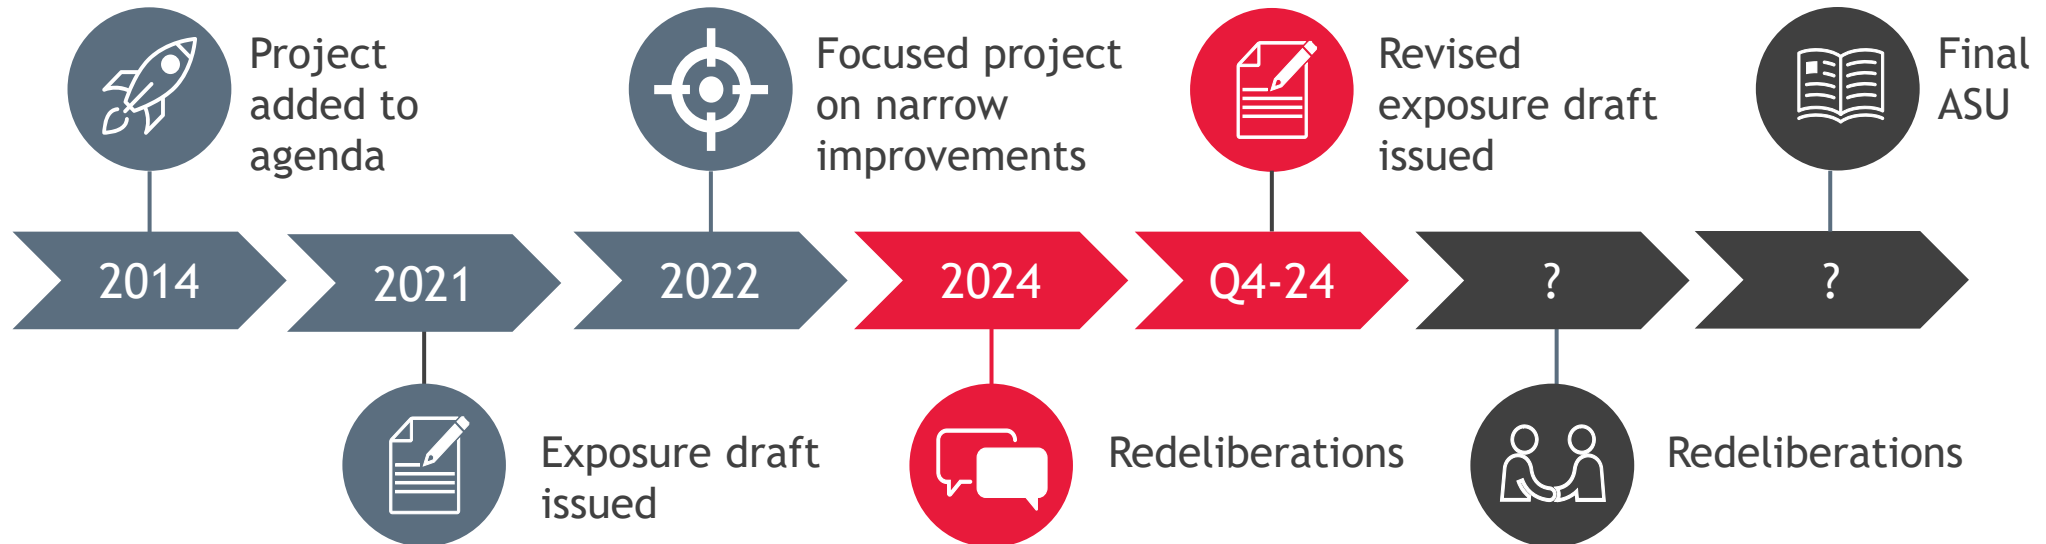 Project
added to
agenda
Focused project
on narrow
improvements
Revised
exposure draft
issued
Final
ASU
2014
2021
2022
2024
Q4-24
?
?
Exposure draft
issued
Redeliberations
Redeliberations